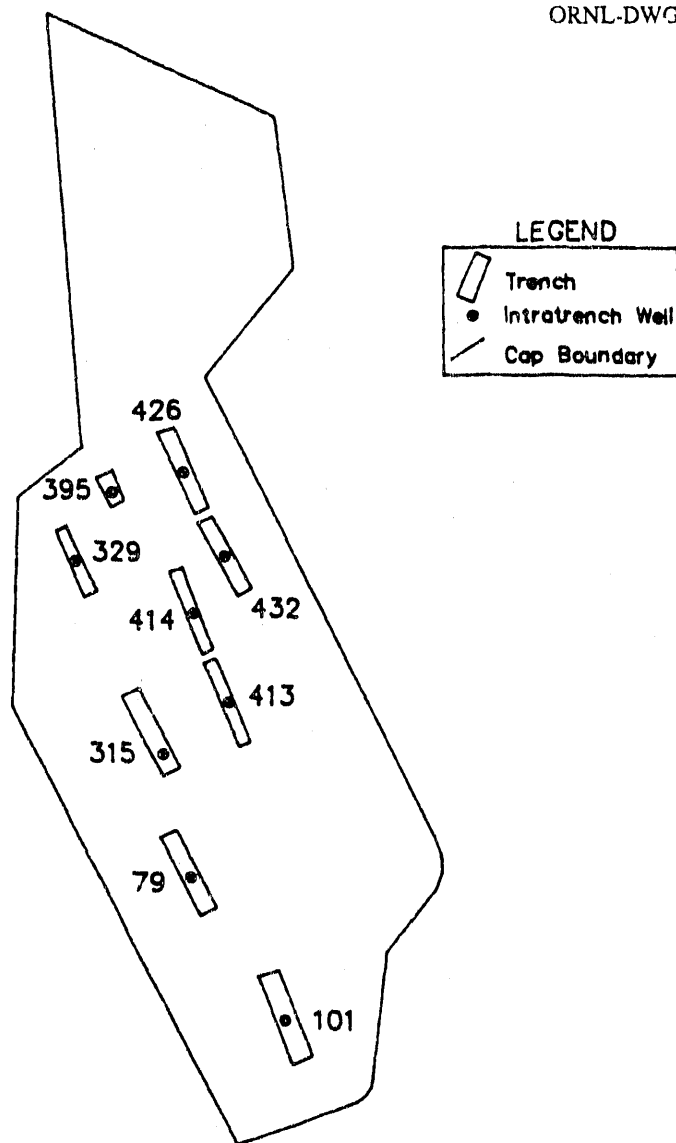 ORNL-DWG
LEGEND
Trench
Intratrench Well
Cap Boundary
426
395
329
432
414
413
315
79
101